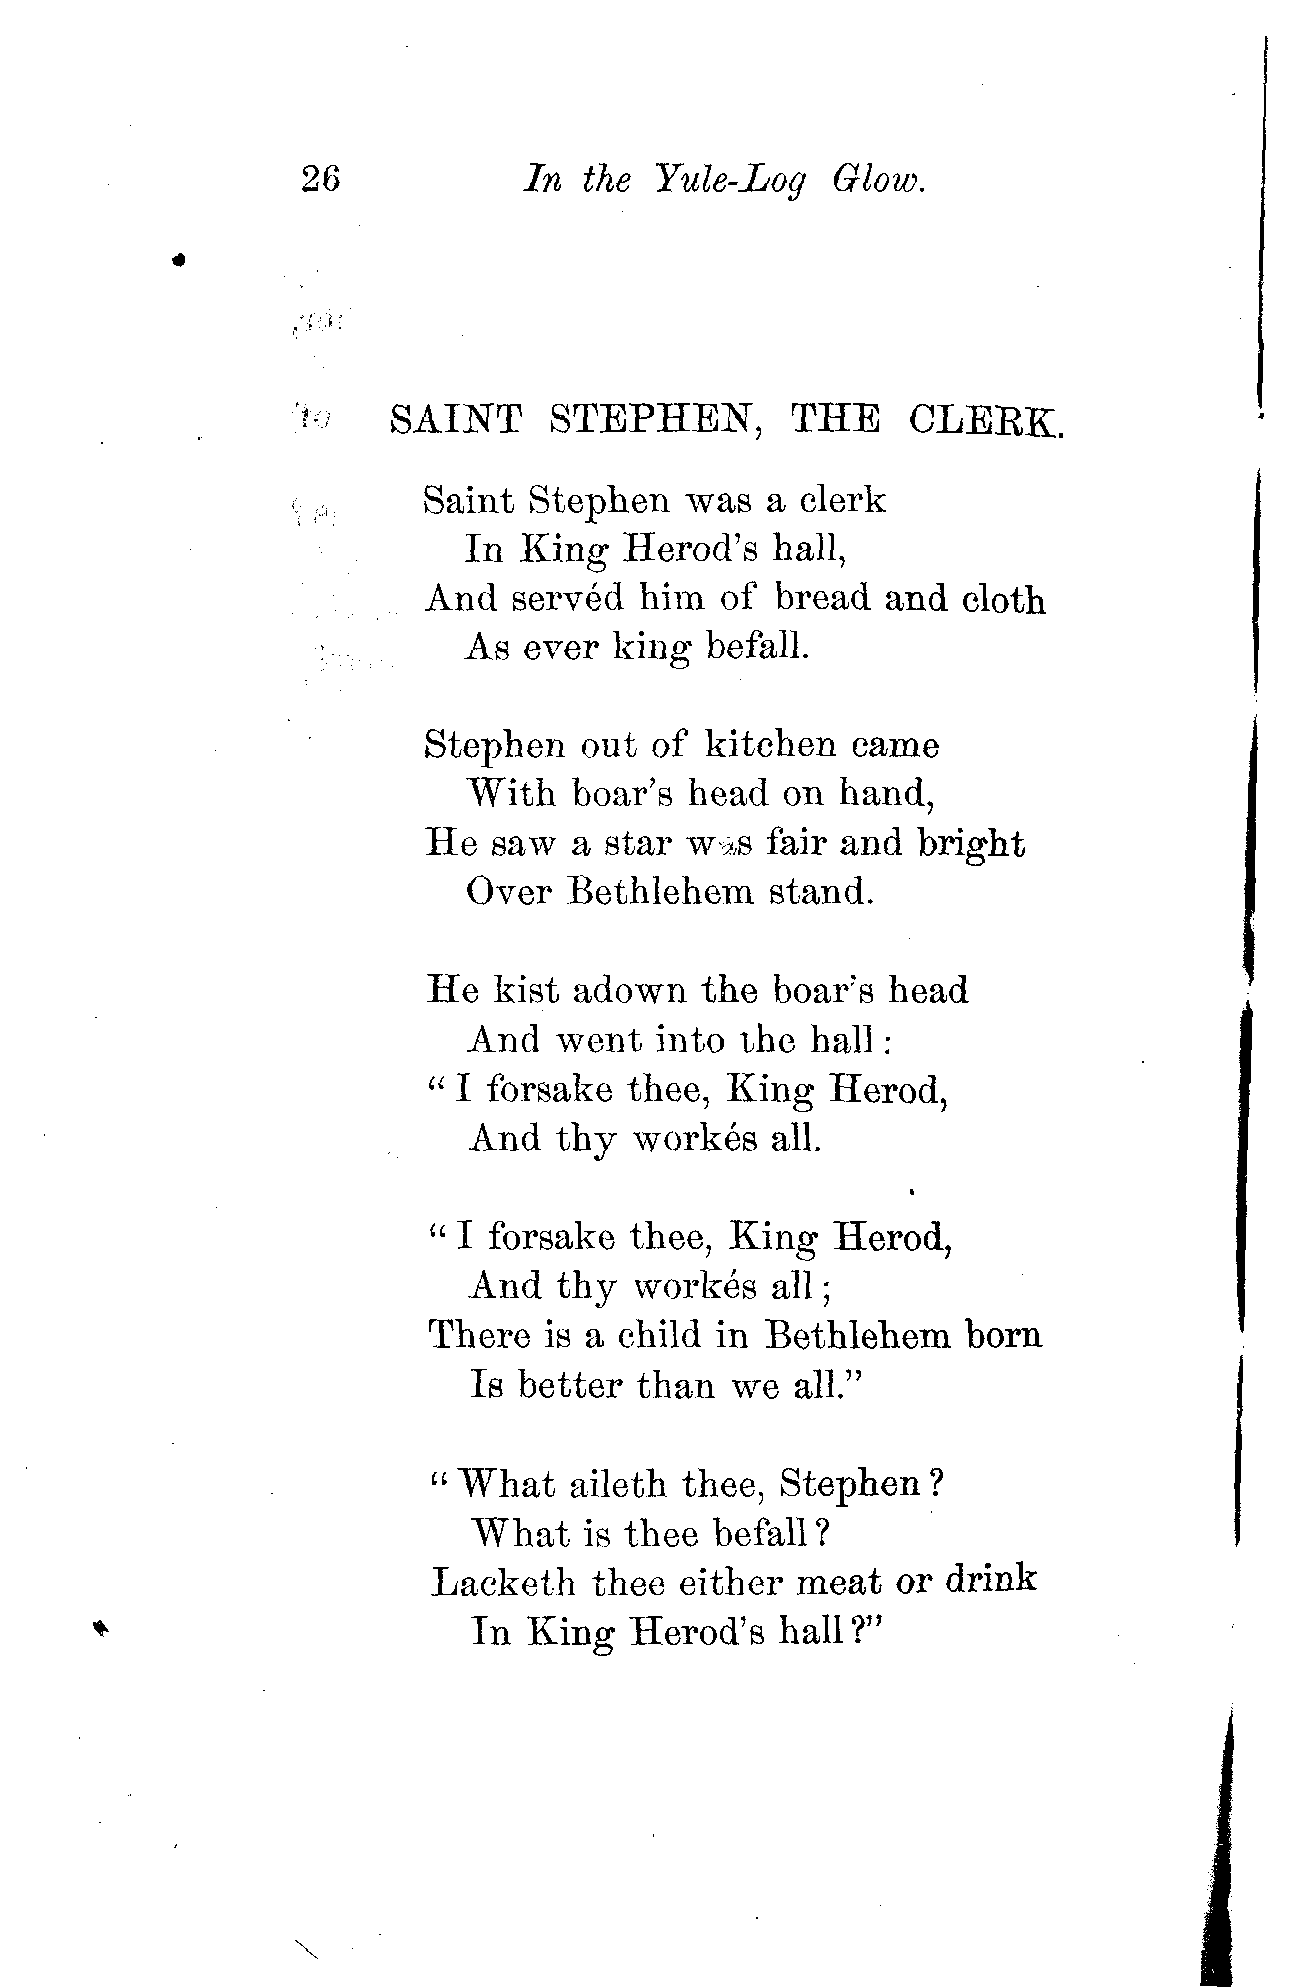 26 In the Yule-Log Glow.
SAINT STEPHEN, THE CLERK.
Saint Stephen was a clerk
In King Herod's hall,
And servéd him of bread and cloth
As ever king befall.
Stephen out of kitchen came
With boar's head on hand,
He saw a star was fair and bright
Over Bethlehem stand.
He kist adown the boar's head
And went into the hall:
"I forsake thee, King Herod,
And thy workés all.
"I forsake thee, King Herod,
And thy workés all;
There is a child in Bethlehem born
Is better than we all."
"What aileth thee, Stephen?
What is thee befall?
Lacketh thee either meat or drink
In King Herod's hall?"